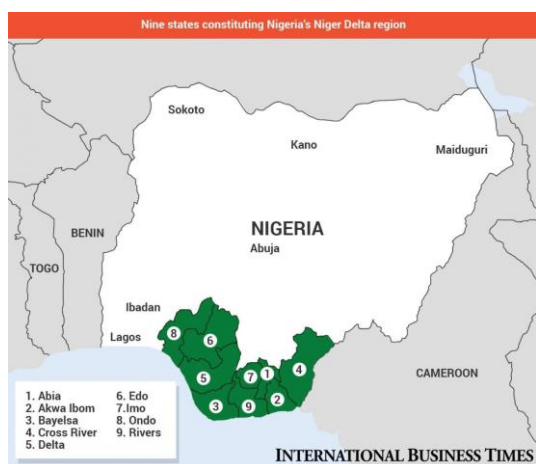 Nine states constituting Nigeria's Niger Delta region
Sokoto
Kano
Maiduguri
BENIN
NIGERIA
Abuja
TOGO
Ibadan
Lagos
8
6
5
7
1
4
3
9
2
CAMEROON
1. Abia
2. Akwa Ibom
3. Bayelsa
4. Cross River
5. Delta
6. Edo
7.Imo
8. Ondo
9. Rivers
INTERNATIONAL BUSINESS TIMES